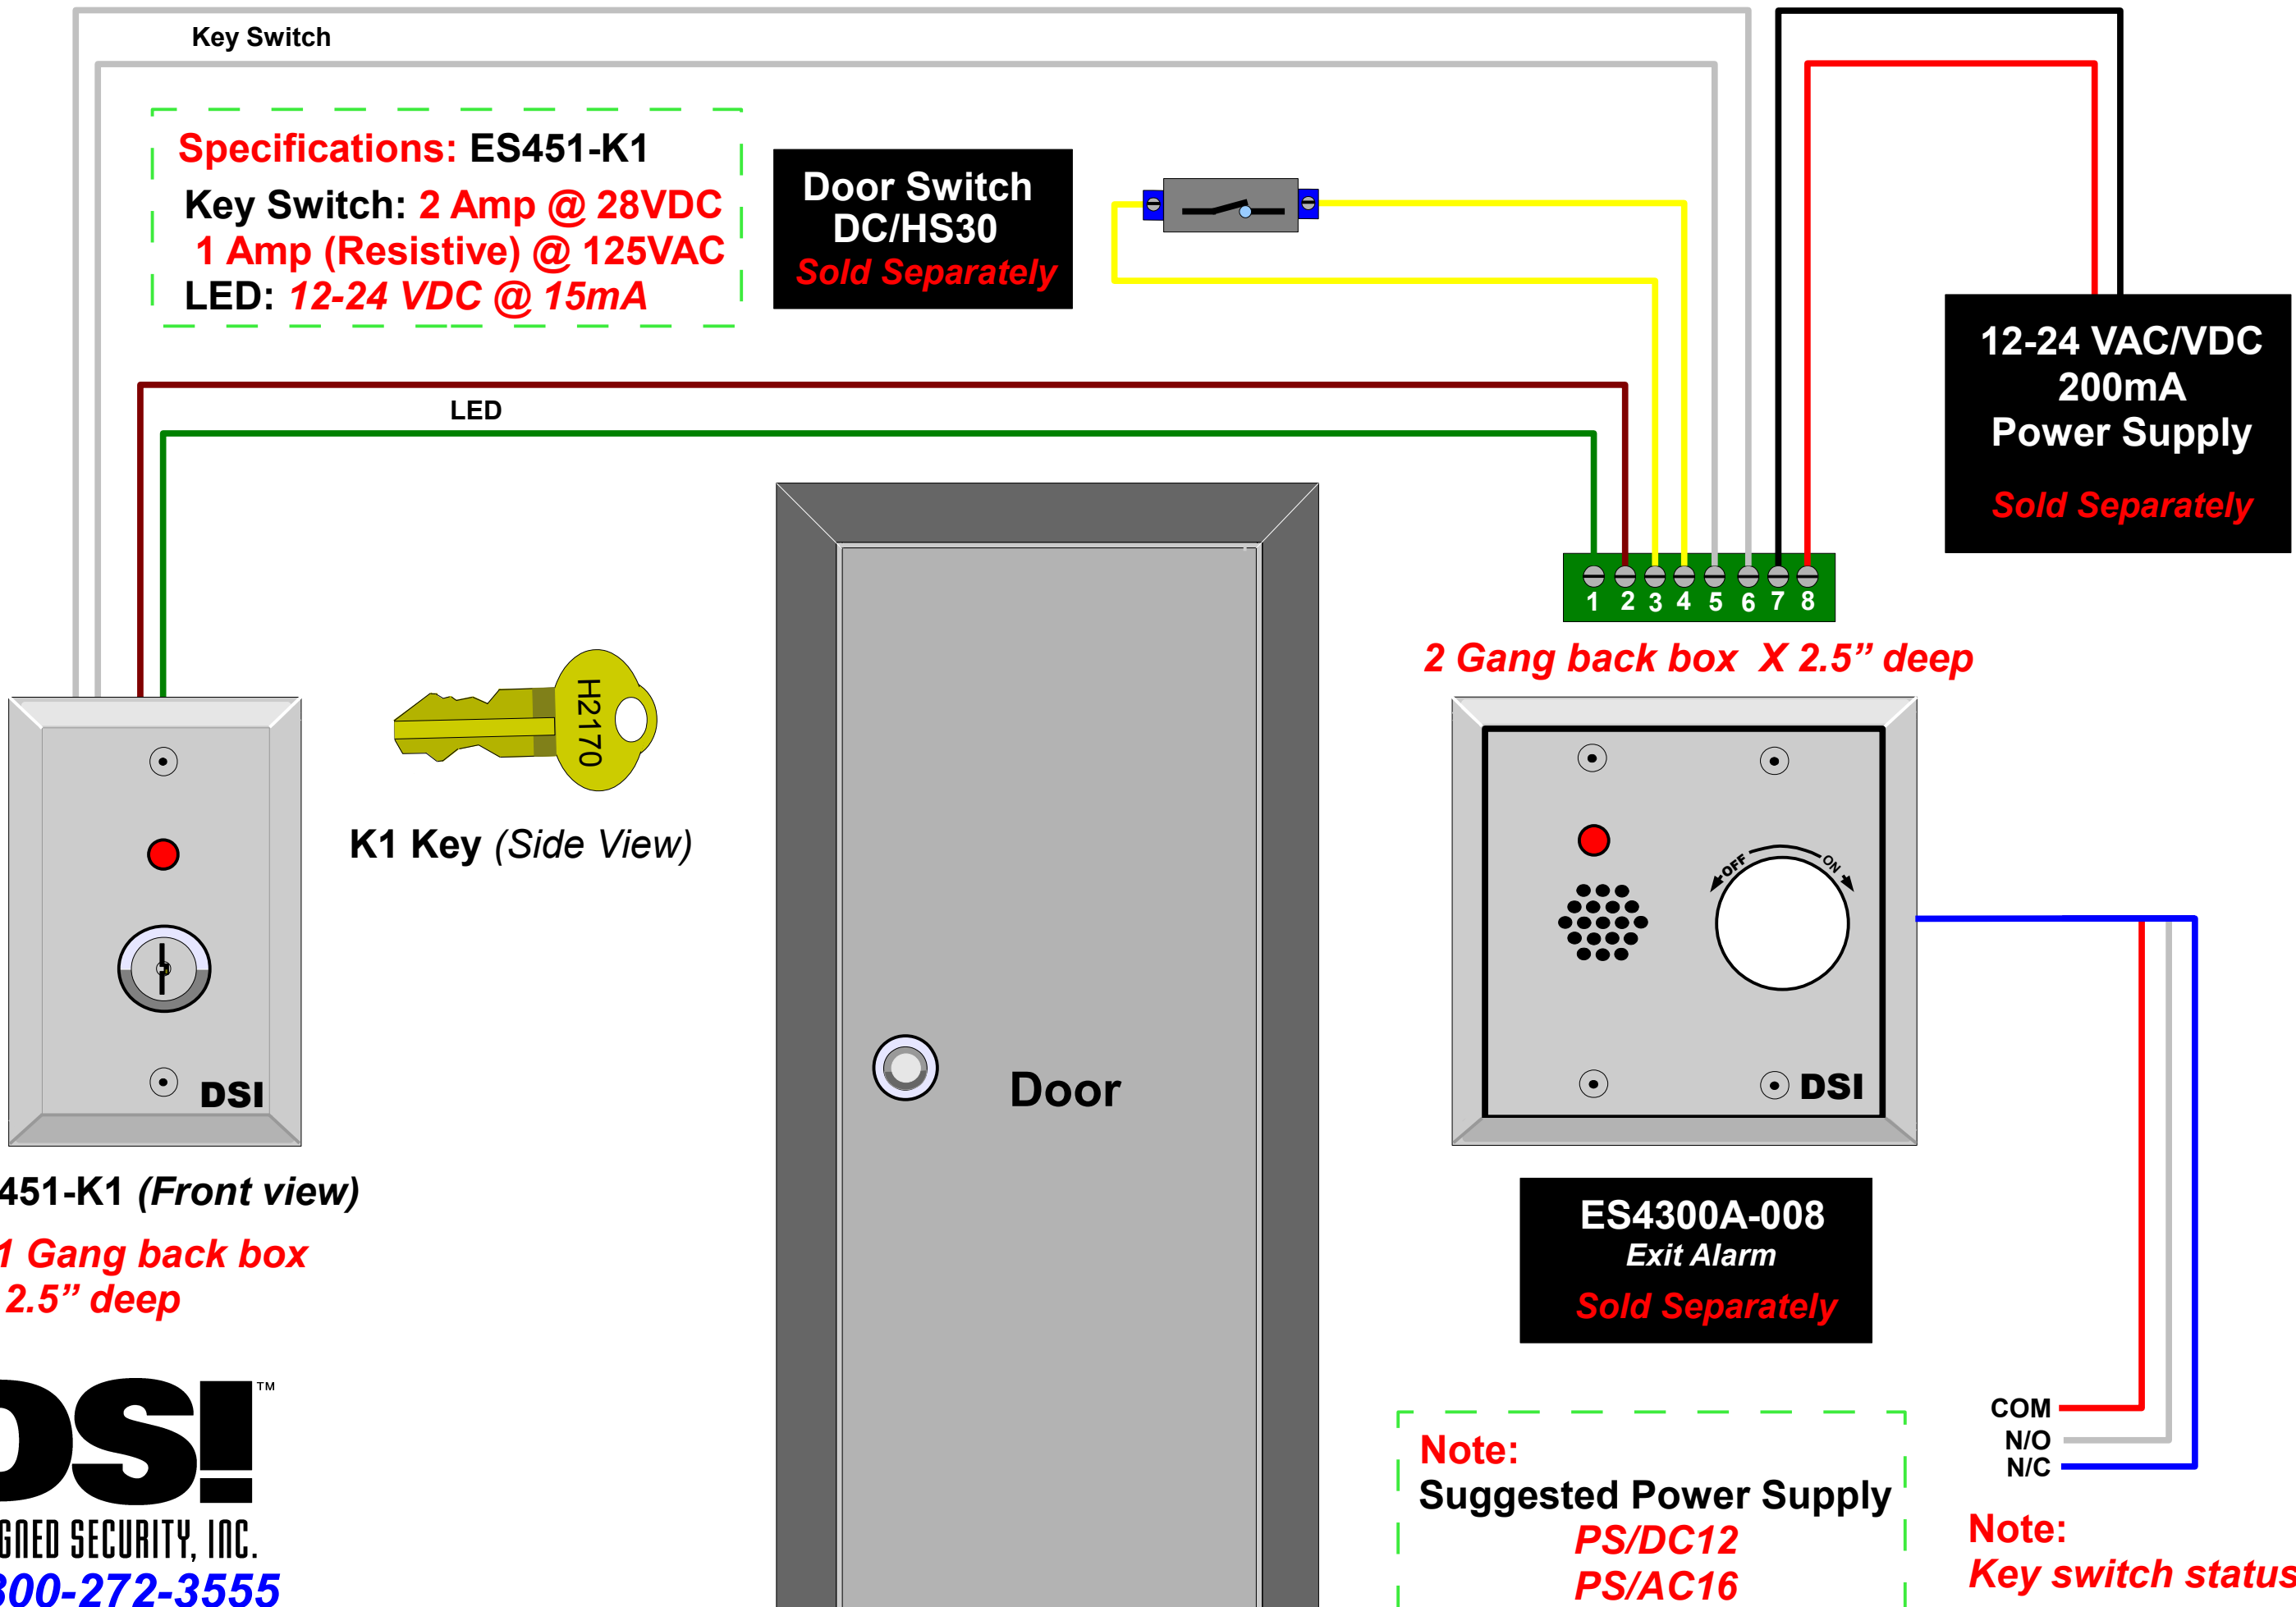 Key Switch
Specifications: ES451-K1
Key Switch: 2 Amp @ 28VDC
1 Amp (Resistive) @ 125VAC
LED: 12-24 VDC @ 15mA
Door Switch
DC/HS30
Sold Separately
12-24 VAC/VDC
200mA
Power Supply
Sold Separately
LED
1 2 3 4 5 6 7 8
2 Gang back box X 2.5” deep
H2170
K1 Key (Side View)
OFF ON
DSI
DSI
Door
451-K1 (Front view)
1 Gang back box
2.5” deep
ES4300A-008
Exit Alarm
Sold Separately
DSI™
GNED SECURITY, INC.
800-272-3555
COM
N/O
N/C
Note:
Suggested Power Supply
PS/DC12
PS/AC16
Note:
Key switch status